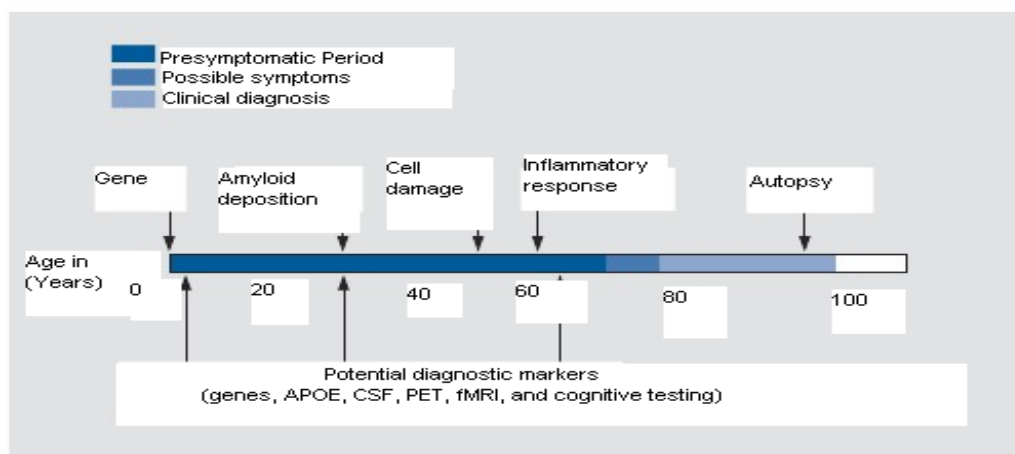 Presymptomatic Period
Possible symptoms
Clinical diagnosis
Gene
Amyloid
deposition
Cell
damage
Inflammatory
response
Autopsy
Age in
(Years)
0
20
40
60
80
100
Potential diagnostic markers
(genes, APOE, CSF, PET, fMRI, and cognitive testing)